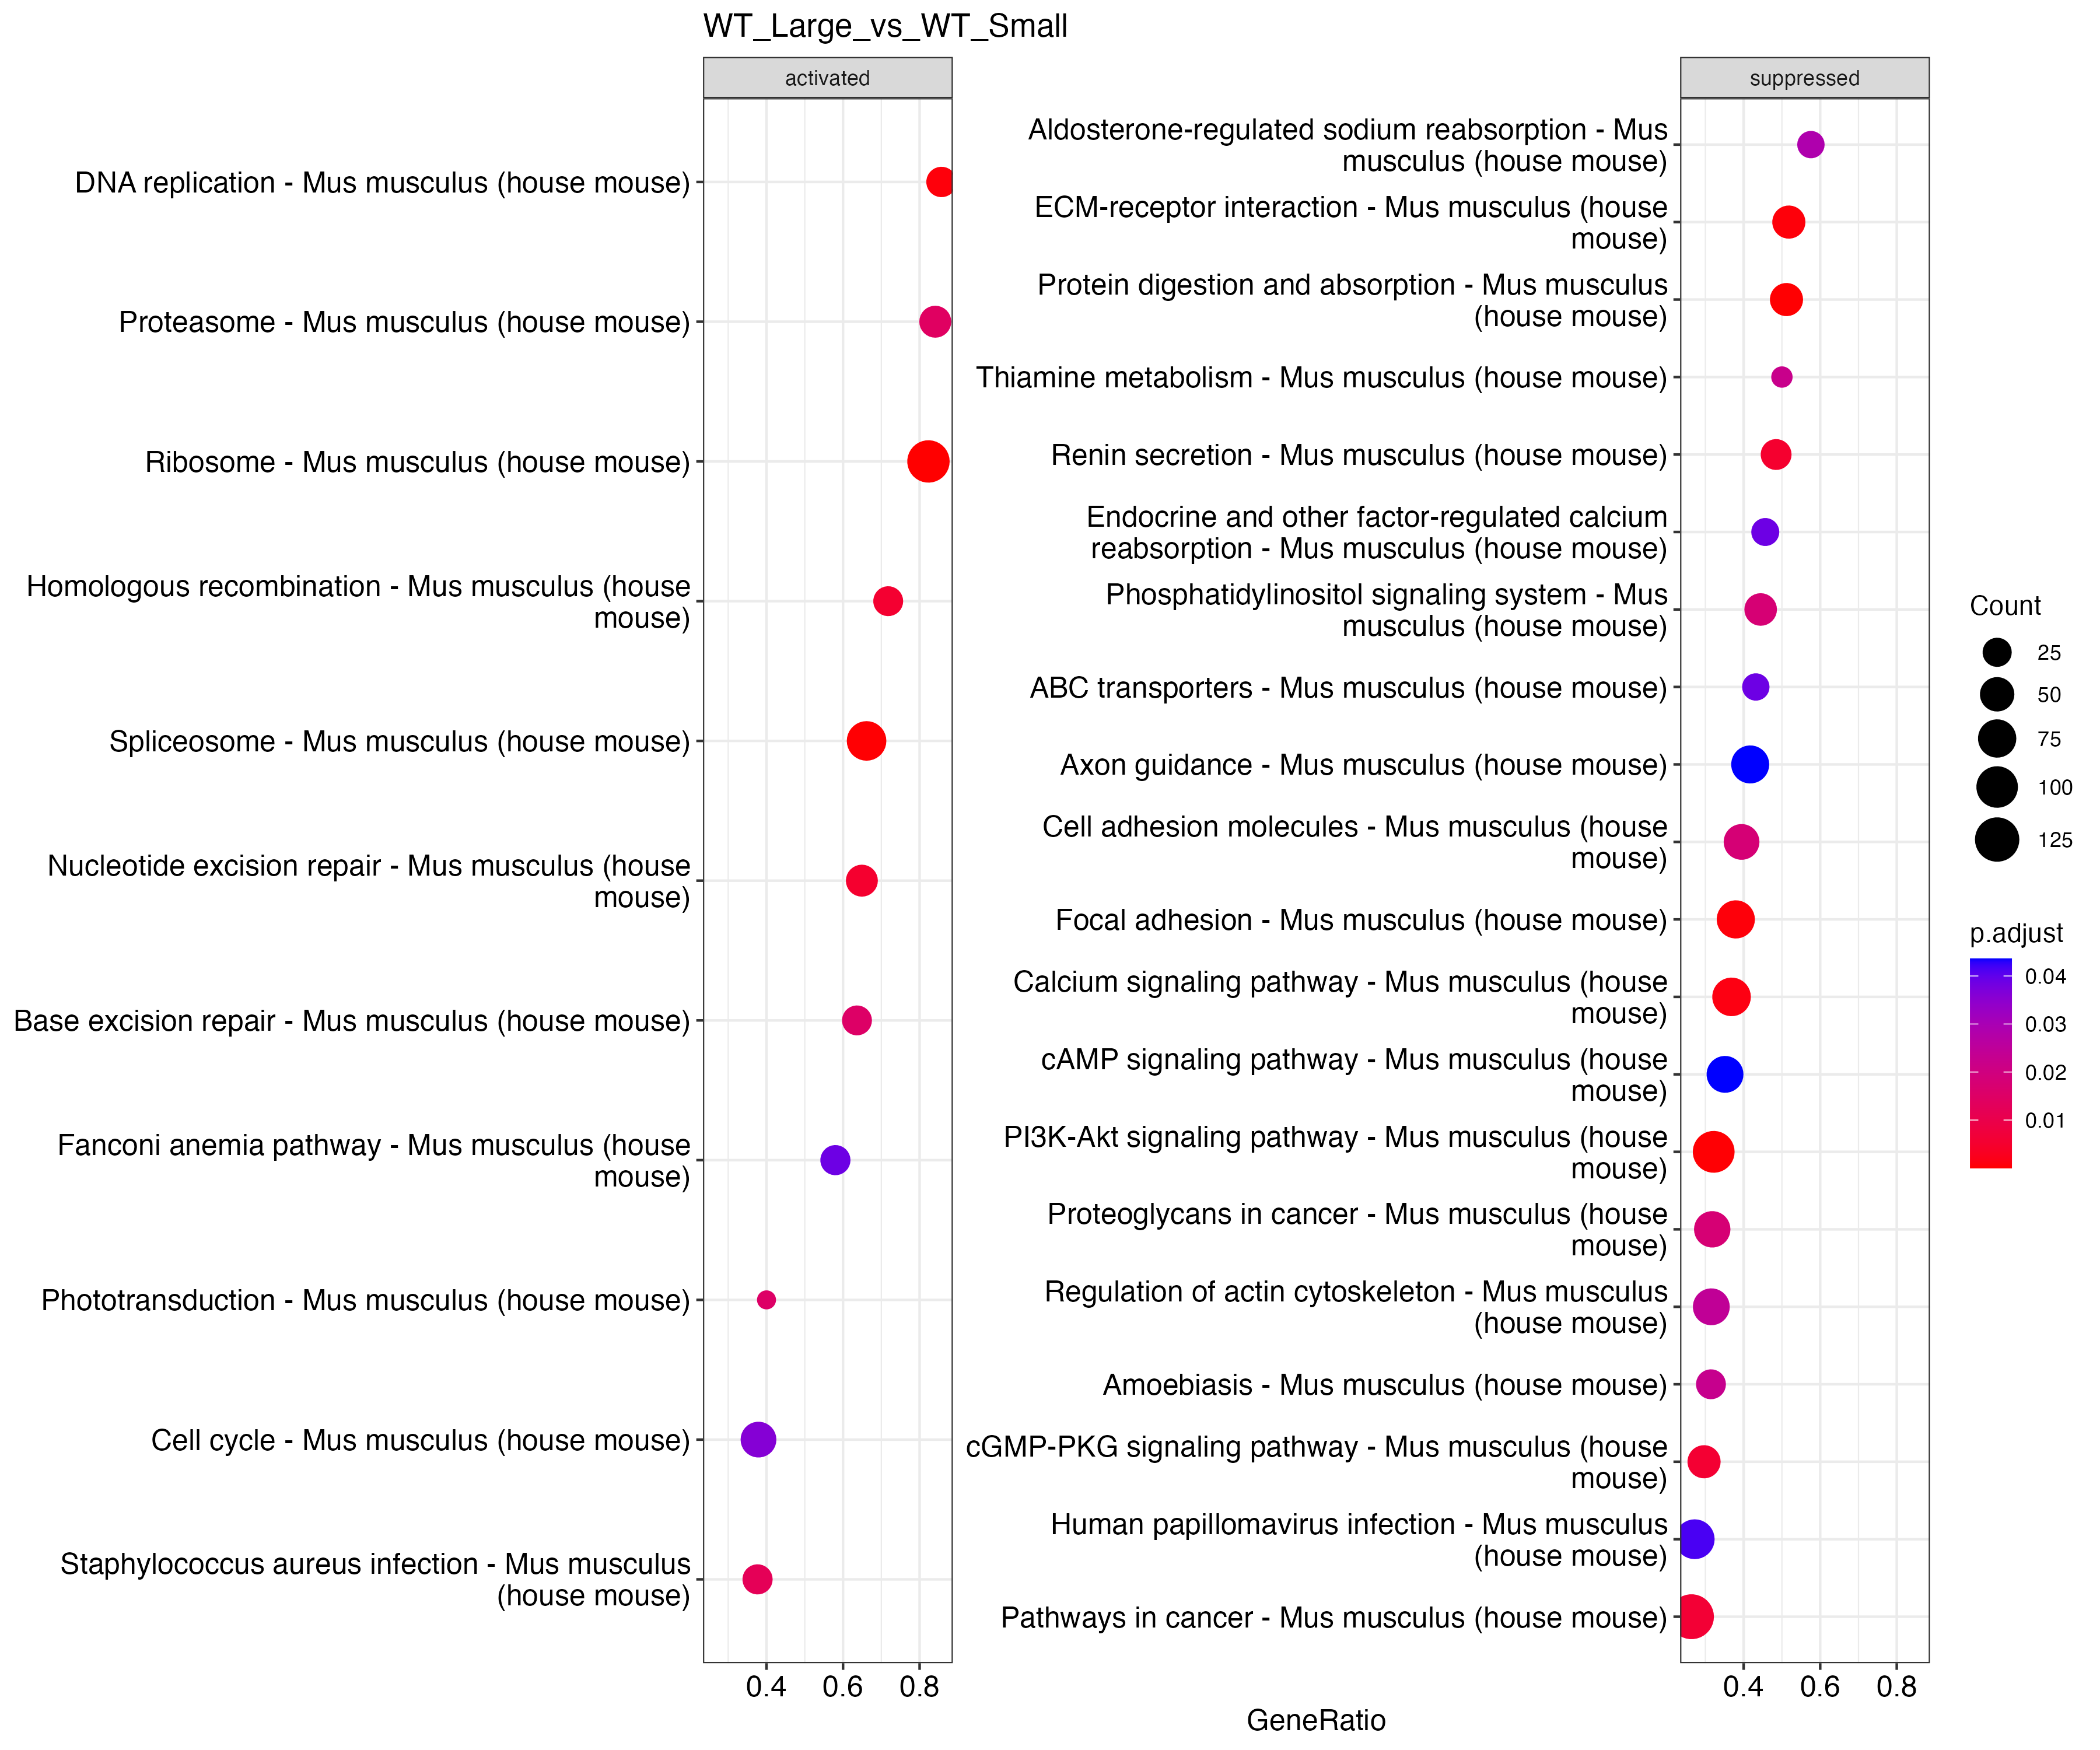 WT_Large_vs_WT_Small
activated
DNA replication - Mus musculus (house mouse)
Proteasome - Mus musculus (house mouse)
Ribosome - Mus musculus (house mouse)
Homologous recombination - Mus musculus (house
mouse)
Spliceosome - Mus musculus (house mouse)
Nucleotide excision repair - Mus musculus (house
mouse)
Base excision repair - Mus musculus (house mouse)
Fanconi anemia pathway - Mus musculus (house
mouse)
Phototransduction - Mus musculus (house mouse)
Cell cycle - Mus musculus (house mouse)
Staphylococcus aureus infection - Mus musculus
(house mouse)
0.4 0.6 0.8
suppressed
Aldosterone-regulated sodium reabsorption - Mus
musculus (house mouse)
ECM-receptor interaction - Mus musculus (house
mouse)
Protein digestion and absorption - Mus musculus
(house mouse)
Thiamine metabolism - Mus musculus (house mouse)
Renin secretion - Mus musculus (house mouse)
Endocrine and other factor-regulated calcium
reabsorption - Mus musculus (house mouse)
Phosphatidylinositol signaling system - Mus
musculus (house mouse)
ABC transporters - Mus musculus (house mouse)
Axon guidance - Mus musculus (house mouse)
Cell adhesion molecules - Mus musculus (house
mouse)
Focal adhesion - Mus musculus (house mouse)
Calcium signaling pathway - Mus musculus (house
mouse)
cAMP signaling pathway - Mus musculus (house
mouse)
PI3K-Akt signaling pathway - Mus musculus (house
mouse)
Proteoglycans in cancer - Mus musculus (house
mouse)
Regulation of actin cytoskeleton - Mus musculus
(house mouse)
Amoebiasis - Mus musculus (house mouse)
cGMP-PKG signaling pathway - Mus musculus (house
mouse)
Human papillomavirus infection - Mus musculus
(house mouse)
Pathways in cancer - Mus musculus (house mouse)
0.4 0.6 0.8
GeneRatio
Count
25
50
75
100
125
p.adjust
0.04
0.03
0.02
0.01